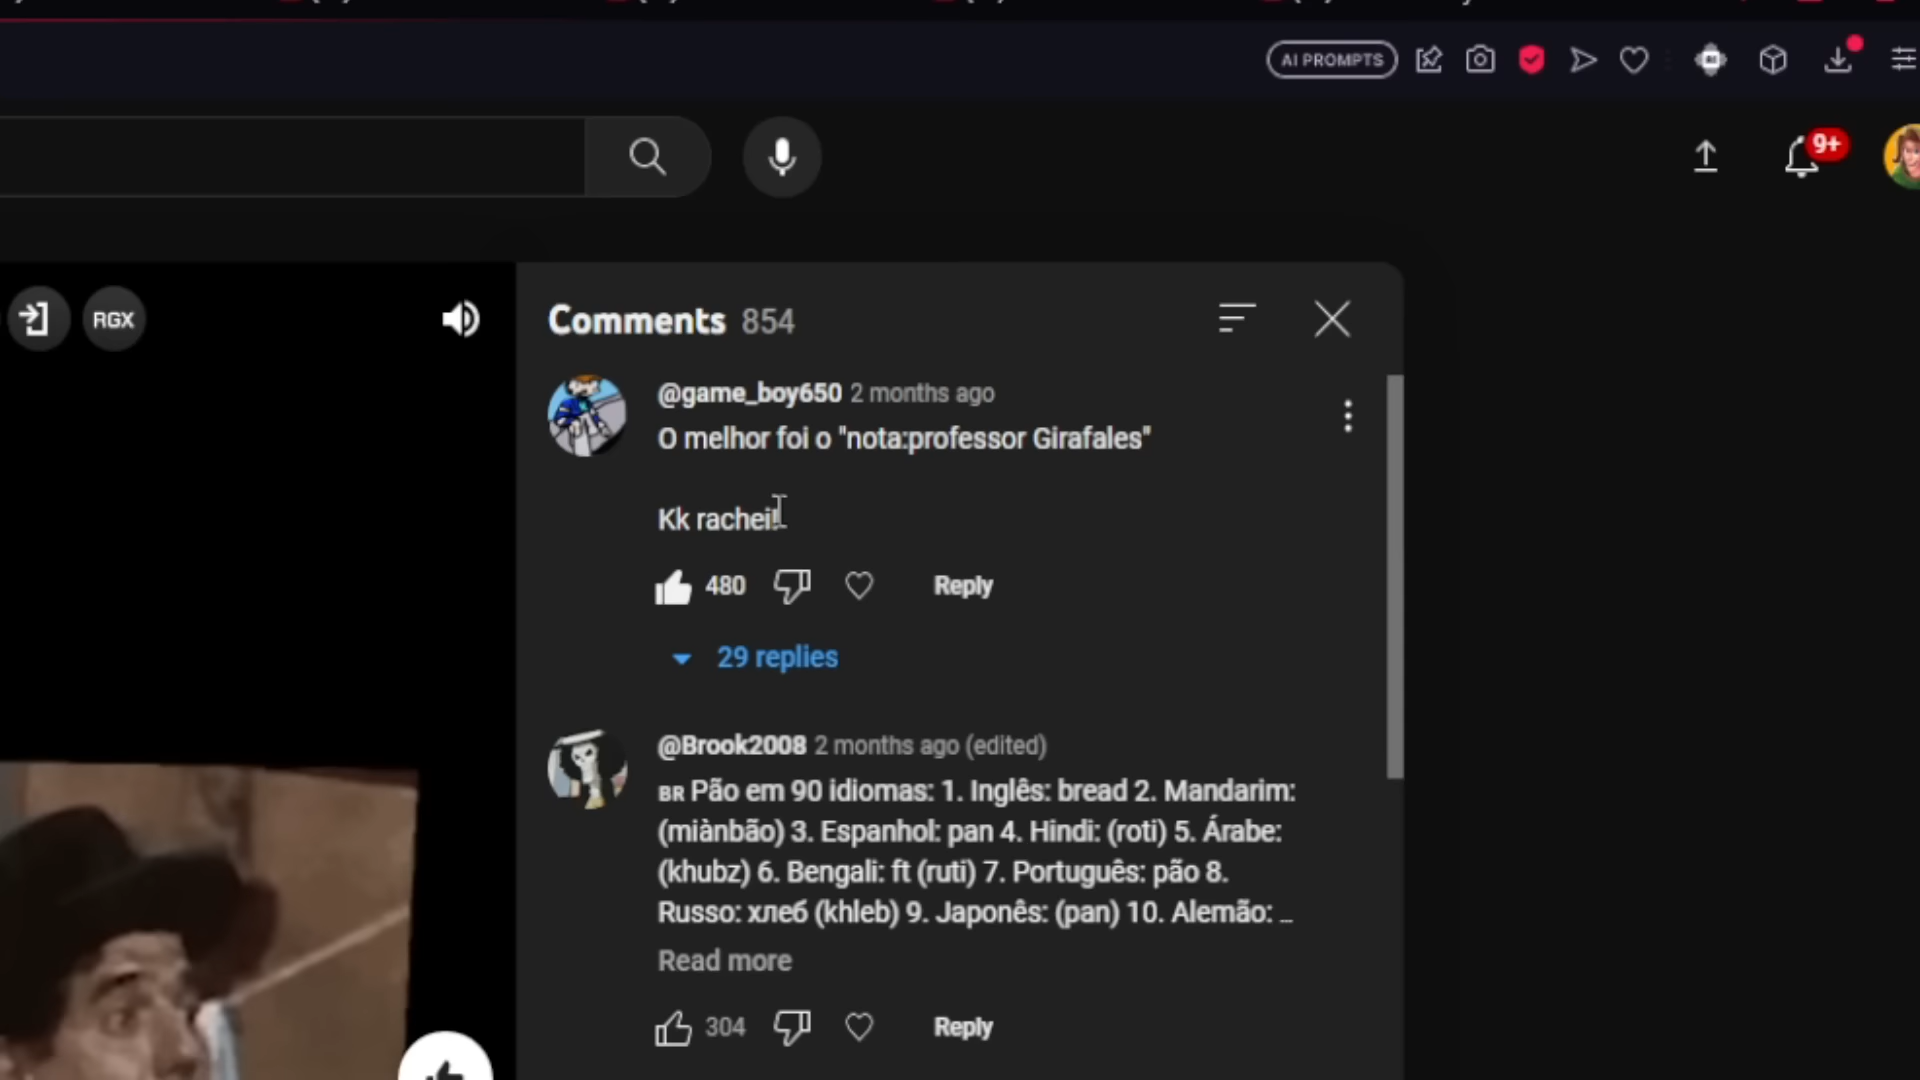 AI PROMPTS
9+
RGX
Comments 854
@game_boy650 2 months ago
O melhor foi o "nota:professor Girafales"
Kk rachei!
480 Reply
29 replies
@Brook2008 2 months ago (edited)
BR Pão em 90 idiomas: 1. Inglês: bread 2. Mandarim:
(miànbāo) 3. Espanhol: pan 4. Hindi: (roti) 5. Árabe:
(khubz) 6. Bengali: ft (ruti) 7. Português: pão 8.
Russo: хлеб (khleb) 9. Japonês: (pan) 10. Alemão: ...
Read more
304 Reply